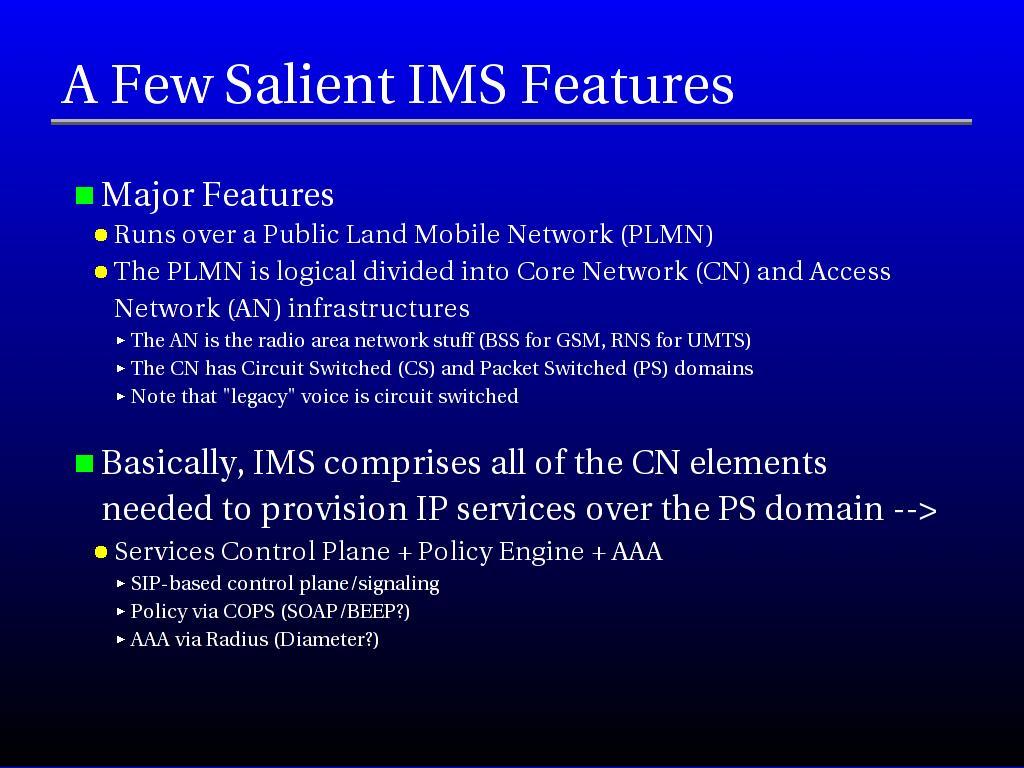 A Few Salient IMS Features
Major Features
Runs over a Public Land Mobile Network (PLMN)
The PLMN is logical divided into Core Network (CN) and Access
Network (AN) infrastructures
The AN is the radio area network stuff (BSS for GSM, RNS for UMTS)
The CN has Circuit Switched (CS) and Packet Switched (PS) domains
Note that "legacy" voice is circuit switched
Basically, IMS comprises all of the CN elements
needed to provision IP services over the PS domain -->
Services Control Plane + Policy Engine + AAA
SIP-based control plane/signaling
Policy via COPS (SOAP/BEEP?)
AAA via Radius (Diameter?)